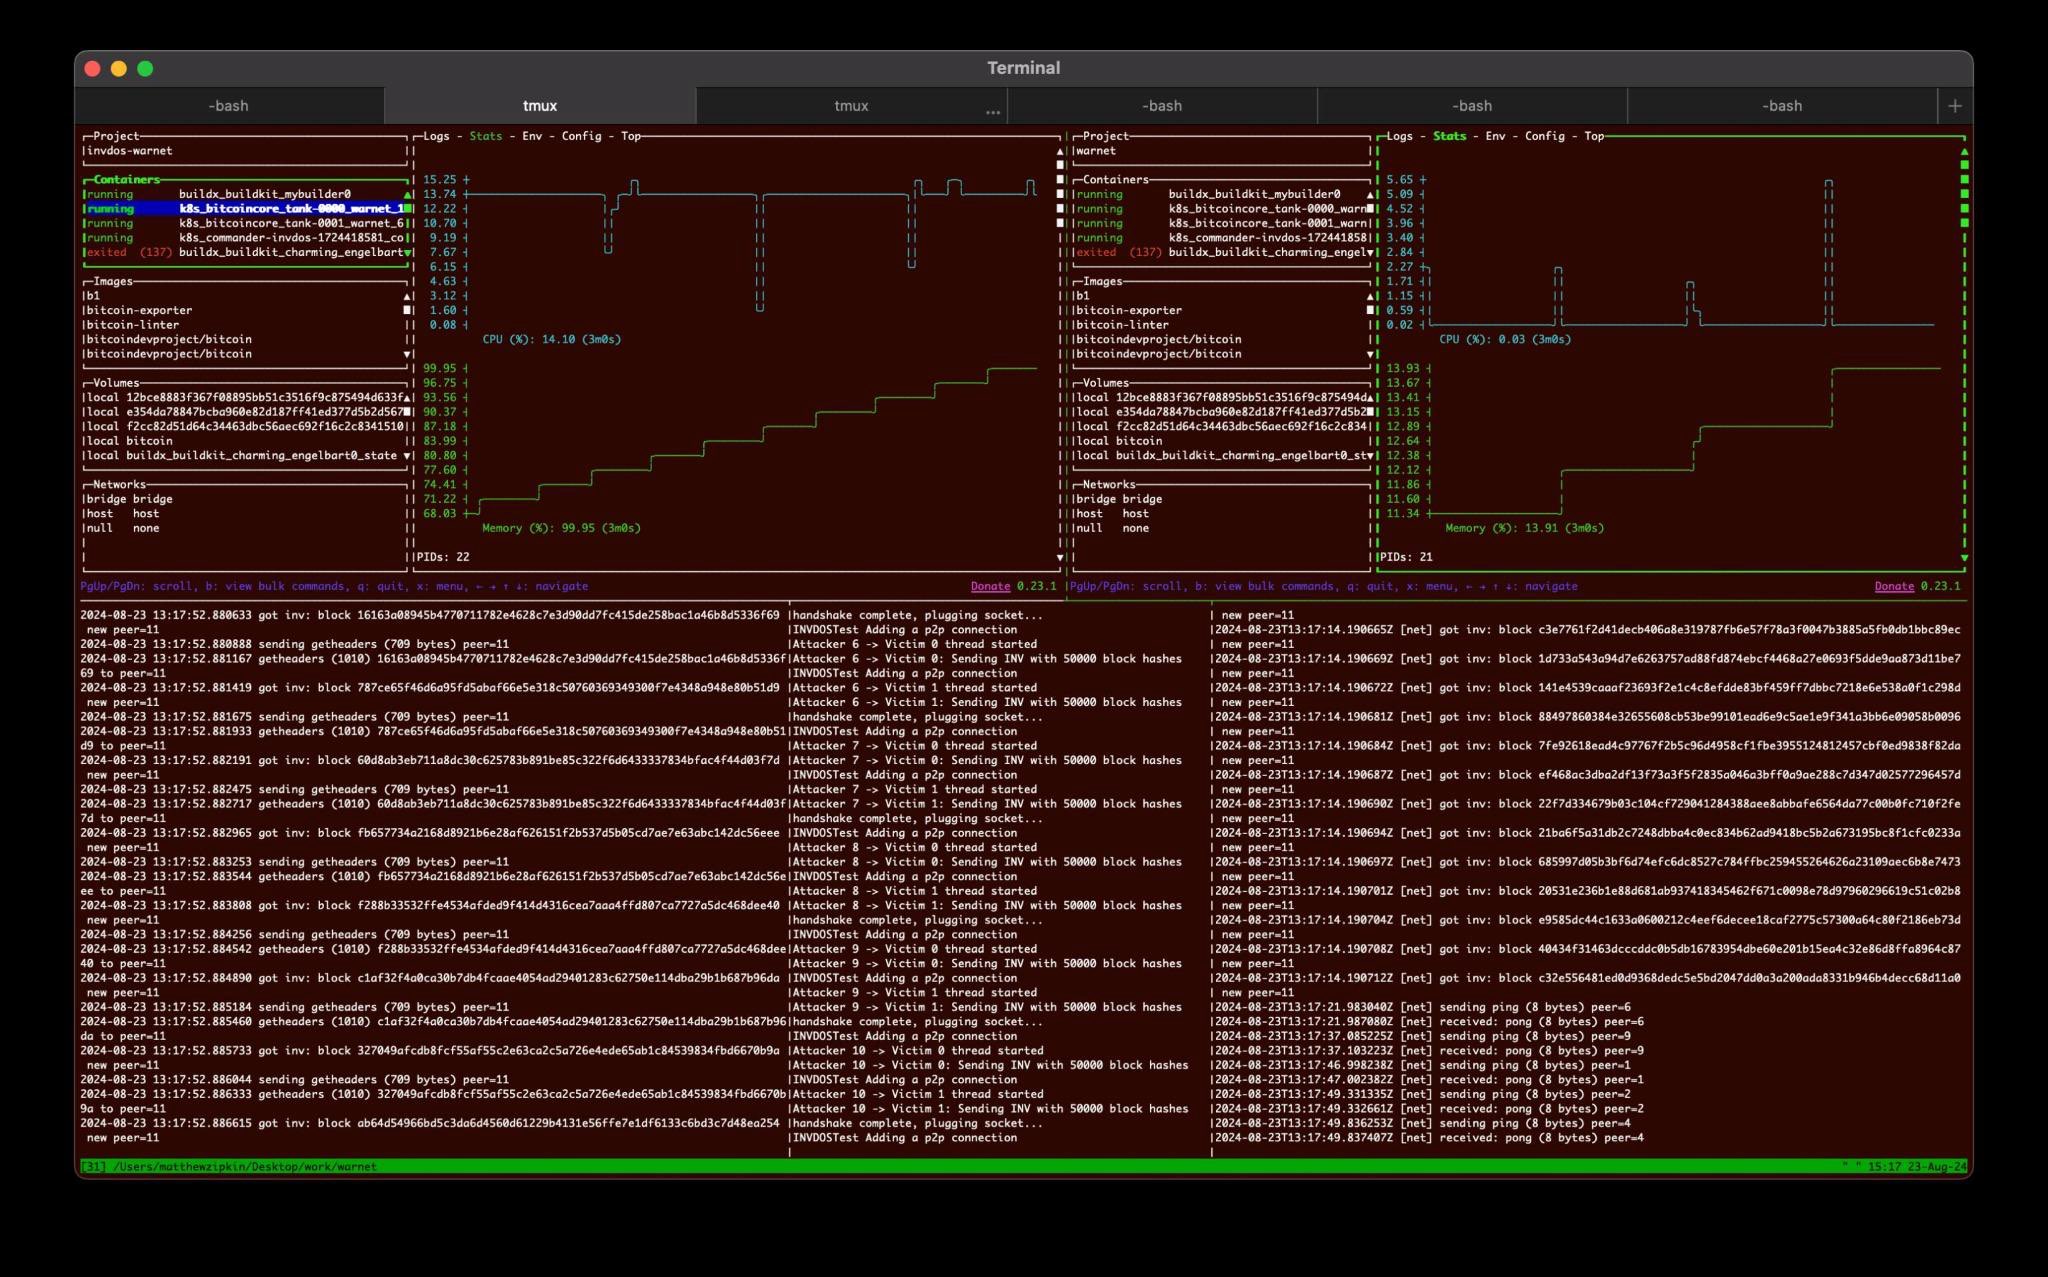 Terminal
-bash
tmux
tmux
...
-bash
-bash
-bash
+
Project
invdos-warnet
Containers
running buildx_buildkit_mybuilder0
running k8s_bitcoincore_tank-0000_warnet_1
running k8s_bitcoincore_tank-0001_warnet_6
running k8s_commander-invdos-1724418581_co
exited (137) buildx_buildkit_charming_engelbart
Images
b1
bitcoin-exporter
bitcoin-linter
bitcoindevproject/bitcoin
bitcoindevproject/bitcoin
Volumes
local 12bce8883f367f08895bb51c3516f9c875494d633f
local e354da78847bcba960e82d187ff41ed377d5b2d567
local f2cc82d51d64c34463dbc56aec692f16c2c8341510
local bitcoin
local buildx_buildkit_charming_engelbart0_state
Networks
bridge bridge
host host
null none
Logs - Stats - Env - Config - Top
15.25
13.74
12.22
10.70
9.19
7.67
6.15
4.63
3.12
1.60
0.08
CPU (%): 14.10 (3m0s)
99.95
96.75
93.56
90.37
87.18
83.99
80.80
77.60
74.41
71.22
68.03
Memory (%): 99.95 (3m0s)
PIDs: 22
PgUp/PgDn: scroll, b: view bulk commands, q: quit, x: menu, ← → ↑ ↓: navigate
Donate 0.23.1
Project
warnet
Containers
running buildx_buildkit_mybuilder0
running k8s_bitcoincore_tank-0000_warn
running k8s_bitcoincore_tank-0001_warn
running k8s_commander-invdos-172441858
exited (137) buildx_buildkit_charming_engel
Images
b1
bitcoin-exporter
bitcoin-linter
bitcoindevproject/bitcoin
bitcoindevproject/bitcoin
Volumes
local 12bce8883f367f08895bb51c3516f9c875494d
local e354da78847bcba960e82d187ff41ed377d5b2
local f2cc82d51d64c34463dbc56aec692f16c2c834
local bitcoin
local buildx_buildkit_charming_engelbart0_st
Networks
bridge bridge
host host
null none
Logs - Stats - Env - Config - Top
5.65
5.09
4.52
3.96
3.40
2.84
2.27
1.71
1.15
0.59
0.02
CPU (%): 0.03 (3m0s)
13.93
13.67
13.41
13.15
12.89
12.64
12.38
12.12
11.86
11.60
11.34
Memory (%): 13.91 (3m0s)
PIDs: 21
PgUp/PgDn: scroll, b: view bulk commands, q: quit, x: menu, ← → ↑ ↓: navigate
Donate 0.23.1
2024-08-23 13:17:52.880633 got inv: block 16163a08945b4770711782e4628c7e3d90dd7fc415de258bac1a46b8d5336f69
new peer=11
2024-08-23 13:17:52.880888 sending getheaders (709 bytes) peer=11
2024-08-23 13:17:52.881167 getheaders (1010) 16163a08945b4770711782e4628c7e3d90dd7fc415de258bac1a46b8d5336f
69 to peer=11
2024-08-23 13:17:52.881419 got inv: block 787ce65f46d6a95fd5abaf66e5e318c50760369349300f7e4348a948e80b51d9
new peer=11
2024-08-23 13:17:52.881675 sending getheaders (709 bytes) peer=11
2024-08-23 13:17:52.881933 getheaders (1010) 787ce65f46d6a95fd5abaf66e5e318c50760369349300f7e4348a948e80b51
d9 to peer=11
2024-08-23 13:17:52.882191 got inv: block 60d8ab3eb711a8dc30c625783b891be85c322f6d6433337834bfac4f44d03f7d
new peer=11
2024-08-23 13:17:52.882475 sending getheaders (709 bytes) peer=11
2024-08-23 13:17:52.882717 getheaders (1010) 60d8ab3eb711a8dc30c625783b891be85c322f6d6433337834bfac4f44d03f
7d to peer=11
2024-08-23 13:17:52.882965 got inv: block fb657734a2168d8921b6e28af626151f2b537d5b05cd7ae7e63abc142dc56eee
new peer=11
2024-08-23 13:17:52.883253 sending getheaders (709 bytes) peer=11
2024-08-23 13:17:52.883544 getheaders (1010) fb657734a2168d8921b6e28af626151f2b537d5b05cd7ae7e63abc142dc56e
ee to peer=11
2024-08-23 13:17:52.883808 got inv: block f288b33532ffe4534afded9f414d4316cea7aaa4ffd807ca7727a5dc468dee40
new peer=11
2024-08-23 13:17:52.884256 sending getheaders (709 bytes) peer=11
2024-08-23 13:17:52.884542 getheaders (1010) f288b33532ffe4534afded9f414d4316cea7aaa4ffd807ca7727a5dc468dee
40 to peer=11
2024-08-23 13:17:52.884890 got inv: block c1af32f4a0ca30b7db4fcaae4054ad29401283c62750e114dba29b1b687b96da
new peer=11
2024-08-23 13:17:52.885184 sending getheaders (709 bytes) peer=11
2024-08-23 13:17:52.885460 getheaders (1010) c1af32f4a0ca30b7db4fcaae4054ad29401283c62750e114dba29b1b687b96
da to peer=11
2024-08-23 13:17:52.885733 got inv: block 327049afcdb8fcf55af55c2e63ca2c5a726e4ede65ab1c84539834fbd6670b9a
new peer=11
2024-08-23 13:17:52.886044 sending getheaders (709 bytes) peer=11
2024-08-23 13:17:52.886333 getheaders (1010) 327049afcdb8fcf55af55c2e63ca2c5a726e4ede65ab1c84539834fbd6670b
9a to peer=11
2024-08-23 13:17:52.886615 got inv: block ab64d54966bd5c3da6d4560d61229b4131e56ffe7e1df6133c6bd3c7d48ea254
new peer=11
handshake complete, plugging socket...
INVDOSTest Adding a p2p connection
Attacker 6 -> Victim 0 thread started
Attacker 6 -> Victim 0: Sending INV with 50000 block hashes
INVDOSTest Adding a p2p connection
Attacker 6 -> Victim 1 thread started
Attacker 6 -> Victim 1: Sending INV with 50000 block hashes
handshake complete, plugging socket...
INVDOSTest Adding a p2p connection
Attacker 7 -> Victim 0 thread started
Attacker 7 -> Victim 0: Sending INV with 50000 block hashes
INVDOSTest Adding a p2p connection
Attacker 7 -> Victim 1 thread started
Attacker 7 -> Victim 1: Sending INV with 50000 block hashes
handshake complete, plugging socket...
INVDOSTest Adding a p2p connection
Attacker 8 -> Victim 0 thread started
Attacker 8 -> Victim 0: Sending INV with 50000 block hashes
INVDOSTest Adding a p2p connection
Attacker 8 -> Victim 1 thread started
Attacker 8 -> Victim 1: Sending INV with 50000 block hashes
handshake complete, plugging socket...
INVDOSTest Adding a p2p connection
Attacker 9 -> Victim 0 thread started
Attacker 9 -> Victim 0: Sending INV with 50000 block hashes
INVDOSTest Adding a p2p connection
Attacker 9 -> Victim 1 thread started
Attacker 9 -> Victim 1: Sending INV with 50000 block hashes
handshake complete, plugging socket...
INVDOSTest Adding a p2p connection
Attacker 10 -> Victim 0 thread started
Attacker 10 -> Victim 0: Sending INV with 50000 block hashes
INVDOSTest Adding a p2p connection
Attacker 10 -> Victim 1 thread started
Attacker 10 -> Victim 1: Sending INV with 50000 block hashes
handshake complete, plugging socket...
INVDOSTest Adding a p2p connection
new peer=11
2024-08-23T13:17:14.190665Z [net] got inv: block c3e7761f2d41decb406a8e319787fb6e57f78a3f0047b3885a5fb0db1bbc89ec
new peer=11
2024-08-23T13:17:14.190669Z [net] got inv: block 1d733a543a94d7e6263757ad88fd874ebcf4468a27e0693f5dde9aa873d11be7
new peer=11
2024-08-23T13:17:14.190672Z [net] got inv: block 141e4539caaaf23693f2e1c4c8efdde83bf459ff7dbbc7218e6e538a0f1c298d
new peer=11
2024-08-23T13:17:14.190681Z [net] got inv: block 88497860384e32655608cb53be99101ead6e9c5ae1e9f341a3bb6e09058b0096
new peer=11
2024-08-23T13:17:14.190684Z [net] got inv: block 7fe92618ead4c97767f2b5c96d4958cf1fbe3955124812457cbf0ed9838f82da
new peer=11
2024-08-23T13:17:14.190687Z [net] got inv: block ef468ac3dba2df13f73a3f5f2835a046a3bff0a9ae288c7d347d02577296457d
new peer=11
2024-08-23T13:17:14.190690Z [net] got inv: block 22f7d334679b03c104cf729041284388aee8abbafe6564da77c00b0fc710f2fe
new peer=11
2024-08-23T13:17:14.190694Z [net] got inv: block 21ba6f5a31db2c7248dbba4c0ec834b62ad9418bc5b2a673195bc8f1cfc0233a
new peer=11
2024-08-23T13:17:14.190697Z [net] got inv: block 685997d05b3bf6d74efc6dc8527c784ffbc259455264626a23109aec6b8e7473
new peer=11
2024-08-23T13:17:14.190701Z [net] got inv: block 20531e236b1e88d681ab937418345462f671c0098e78d97960296619c51c02b8
new peer=11
2024-08-23T13:17:14.190704Z [net] got inv: block e9585dc44c1633a0600212c4eef6decee18caf2775c57300a64c80f2186eb73d
new peer=11
2024-08-23T13:17:14.190708Z [net] got inv: block 40434f31463dcccddc0b5db16783954dbe60e201b15ea4c32e86d8ffa8964c87
new peer=11
2024-08-23T13:17:14.190712Z [net] got inv: block c32e556481ed0d9368dedc5e5bd2047dd0a3a200ada8331b946b4decc68d11a0
new peer=11
2024-08-23T13:17:21.983040Z [net] sending ping (8 bytes) peer=6
2024-08-23T13:17:21.987080Z [net] received: pong (8 bytes) peer=6
2024-08-23T13:17:37.085225Z [net] sending ping (8 bytes) peer=9
2024-08-23T13:17:37.103223Z [net] received: pong (8 bytes) peer=9
2024-08-23T13:17:46.998238Z [net] sending ping (8 bytes) peer=1
2024-08-23T13:17:47.002382Z [net] received: pong (8 bytes) peer=1
2024-08-23T13:17:49.331335Z [net] sending ping (8 bytes) peer=2
2024-08-23T13:17:49.332661Z [net] received: pong (8 bytes) peer=2
2024-08-23T13:17:49.836253Z [net] sending ping (8 bytes) peer=4
2024-08-23T13:17:49.837407Z [net] received: pong (8 bytes) peer=4
[31] /Users/matthewzipkin/Desktop/work/warnet
" " 15:17 23-Aug-24